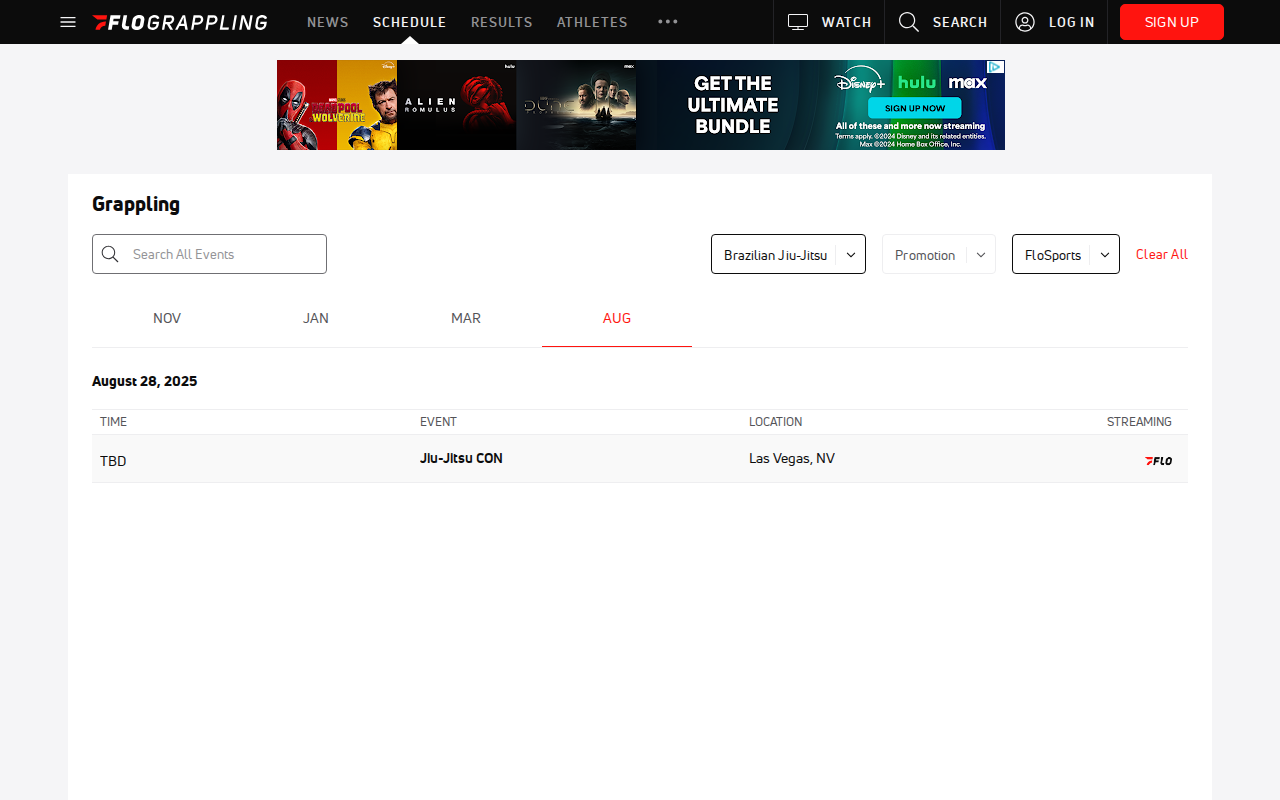 FLOGRAPPLING NEWS SCHEDULE RESULTS ATHLETES WATCH SEARCH LOG IN SIGN UP
Disney+ hulu max
DEADPOOL & WOLVERINE
ALIEN
ROMULUS
DUNE
GET THE
ULTIMATE
BUNDLE
Disney+ hulu max
SIGN UP NOW
All of these and more now streaming
Terms apply. ©2024 Disney and its related entities.
Max ©2024 Home Box Office, Inc.
Grappling
Search All Events Brazilian Jiu-Jitsu Promotion FloSports Clear All
NOV JAN MAR AUG
August 28, 2025
TIME EVENT LOCATION STREAMING
TBD Jiu-Jitsu CON Las Vegas, NV FLO